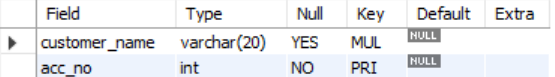 Field Type Null Key Default Extra
customer_name varchar(20) YES MUL NULL
acc_no int NO PRI NULL